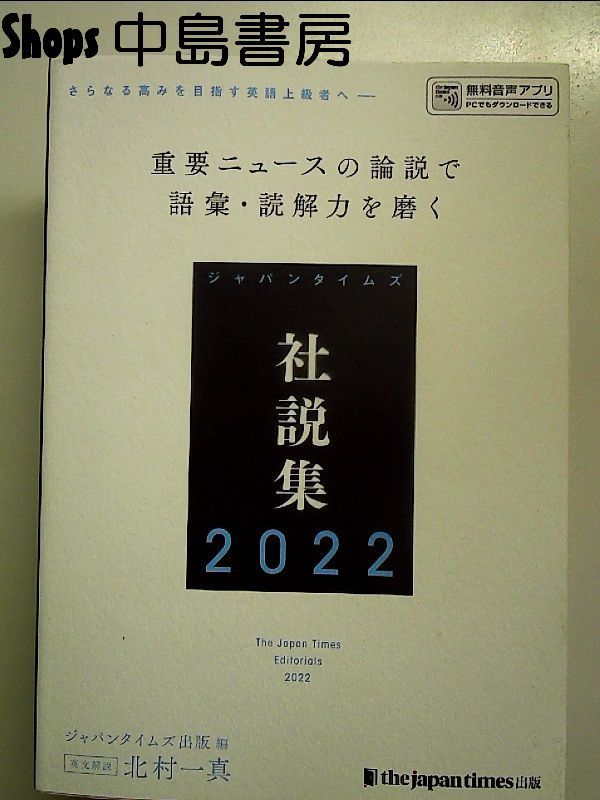 Shops 中島書房
さらなる高みを目指す英語上級者へ―
無料音声アプリ
PCでもダウンロードできる
重要ニュースの論説で
語彙・読解力を磨く
ジャパンタイムズ
社説集
2022
The Japan Times
Editorials
2022
ジャパンタイムズ出版 編
英文解説 北村一真
the japan times 出版